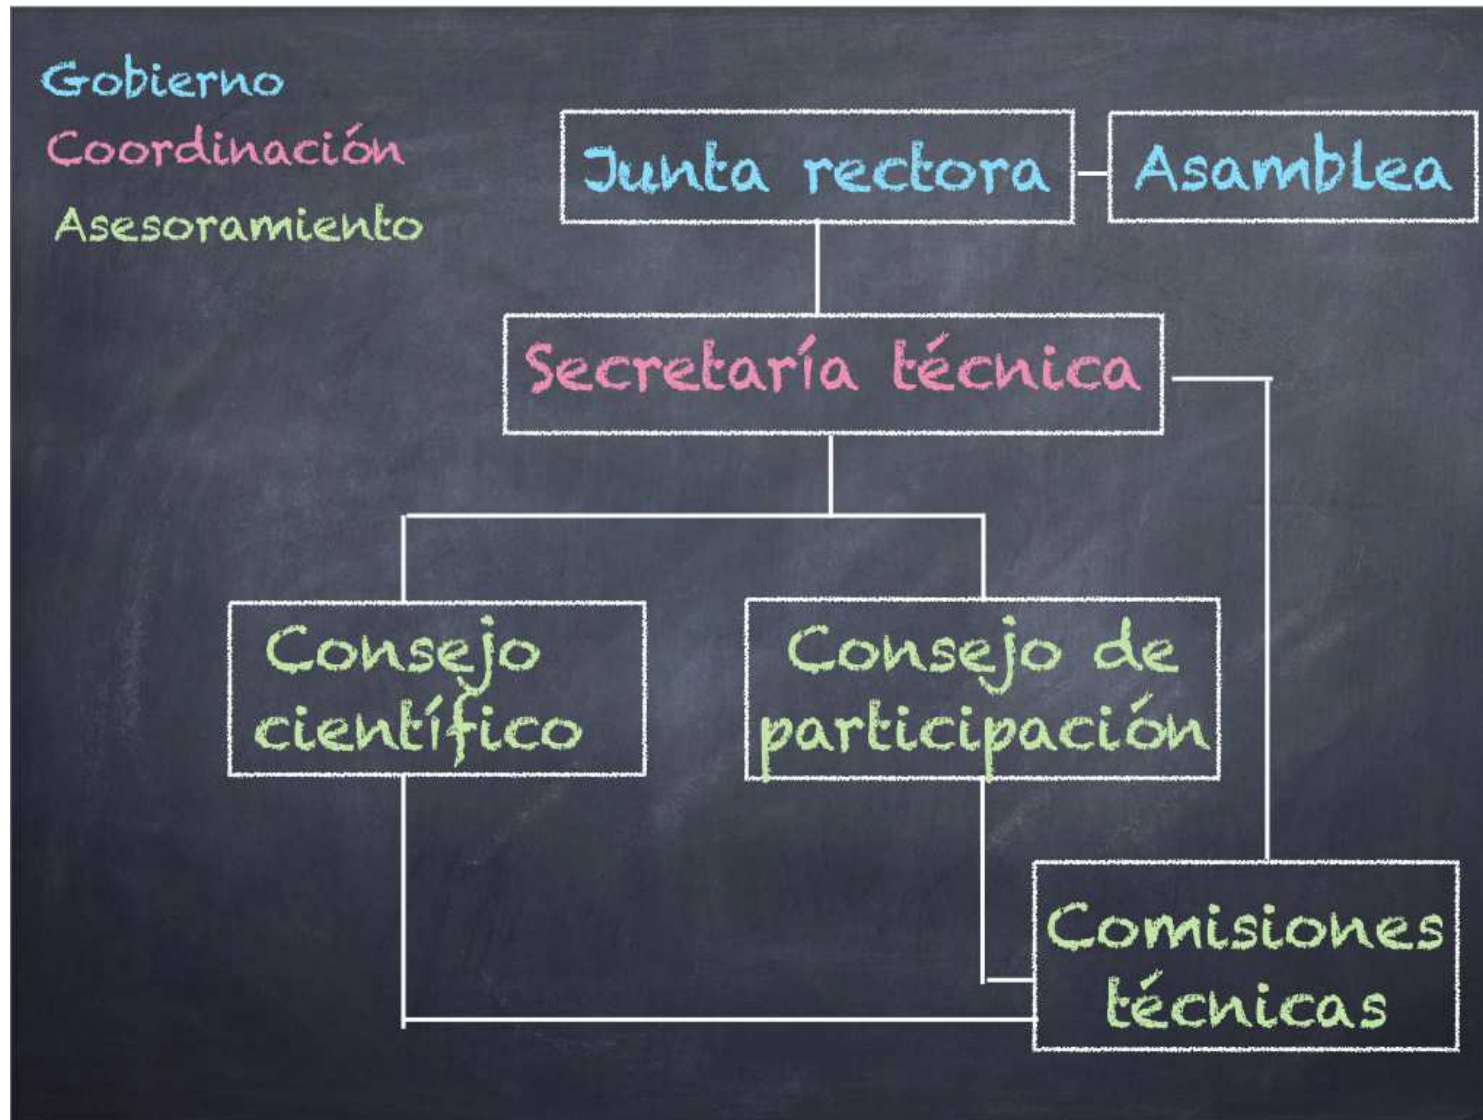 Gobierno
Coordinación
Asesoramiento
Junta rectora
Asamblea
Secretaría técnica
Consejo
científico
Consejo de
participación
Comisiones
técnicas